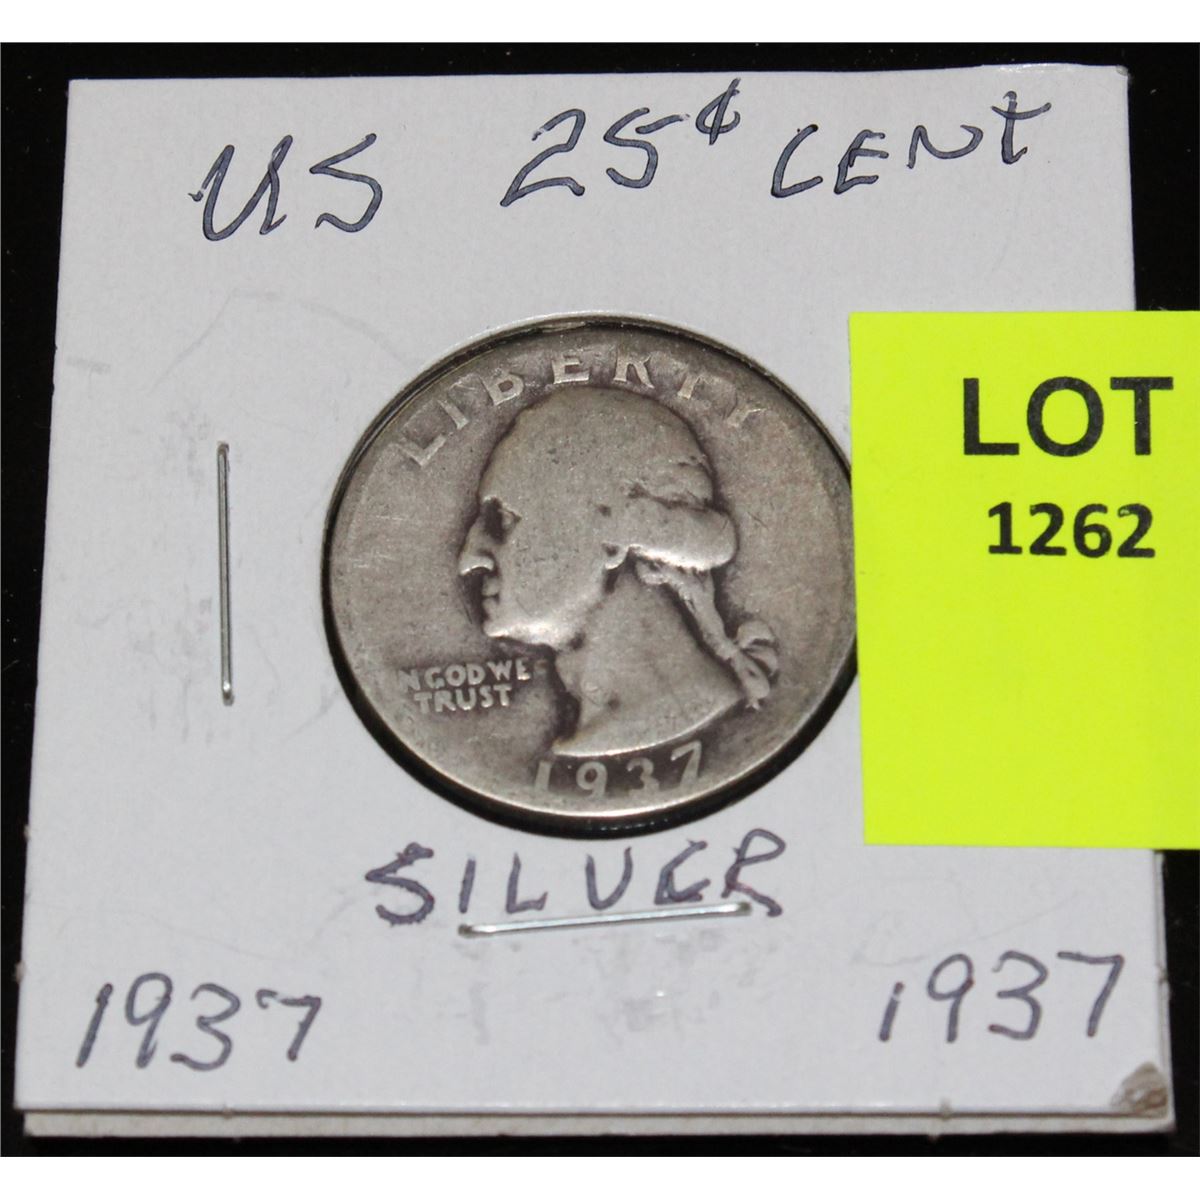 US 25¢ CENT
LOT
1262
LIBERTY
N GOD WE
TRUST
1937
SILVER
1937 1937